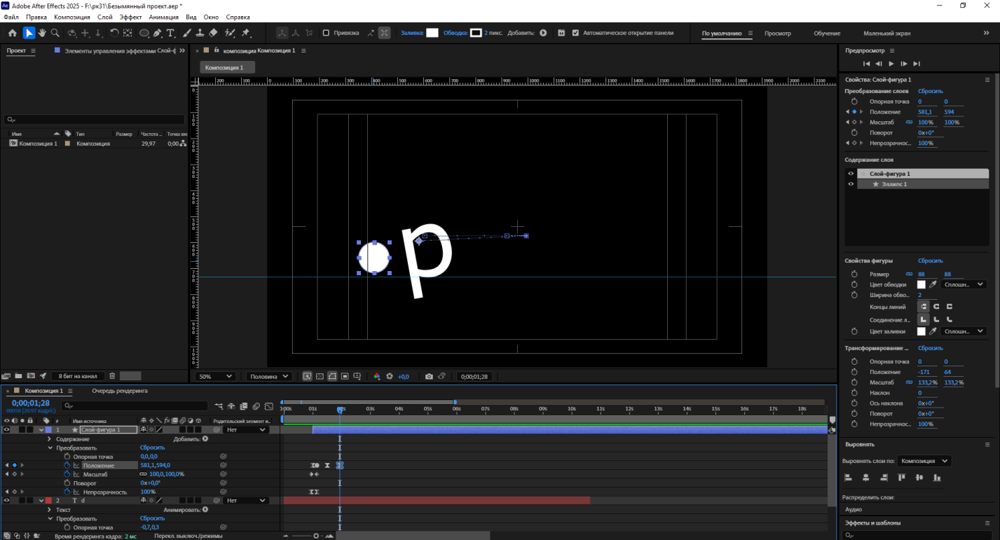 Adobe After Effects 2025 - F:\рк31\Безымянный проект.aep *
Файл Правка Композиция Слой Эффект Анимация Вид Окно Справка
Привязка Заливка: Обводка: 2 пикс. Добавить: Автоматическое открытие панели По умолчанию Просмотр Обучение Маленький экран
Проект Элементы управления эффектами Слой-ф
композиция Композиция 1
Композиция 1
Имя Тип Размер Частота ... Точка вхо
Композиция 1 Композиция 29,97 0;00
200 100 0 100 200 300 400 500 600 700 800 900 1000 1100 1200 1300 1400 1500 1600 1700 1800 1900 2000 2100
p
8 бит на канал
50% Половина +0,0 0;00;01;28
Предпросмотр
Свойства: Слой-фигура 1
Преобразование слоев Сбросить
Опорная точка 0 0
Положение 581,1 594
Масштаб 100% 100%
Поворот 0x+0°
Непрозрачнос... 100%
Содержание слоя
Слой-фигура 1
Эллипс 1
Свойства фигуры Сбросить
Размер 88 88
Цвет обводки Сплошн...
Ширина обво... 2
Концы линий
Соединение л...
Цвет заливки Сплошн...
Трансформирование ... Сбросить
Опорная точка 0 0
Положение -171 64
Масштаб 133,2% 133,2%
Наклон 0
Ось наклона 0x+0°
Поворот 0x+0°
Непрозрачнос... 100%
Выровнять
Выровнять слои по: Композиция
Распределить слои:
Аудио
Эффекты и шаблоны
Композиция 1 Очередь рендеринга
0;00;01;28
00058 (29.97 кадр/с)
01s 03s 04s 05s 06s 07s 08s 09s 10s 11s 12s 13s 14s 15s 16s 17s 18s
# Имя источника Родительский элемент и...
1 Слой-фигура 1 Нет
Содержание Добавить:
Преобразовать Сбросить
Опорная точка 0,0,0,0
Положение 581,1,594,0
Масштаб 100,0,100,0%
Поворот 0x+0,0°
Непрозрачность 100%
2 T d Нет
Текст Анимировать:
Преобразовать Сбросить
Опорная точка -0,7,0,3
Время рендеринга кадра: 2 мс Перекл. выключ./режимы